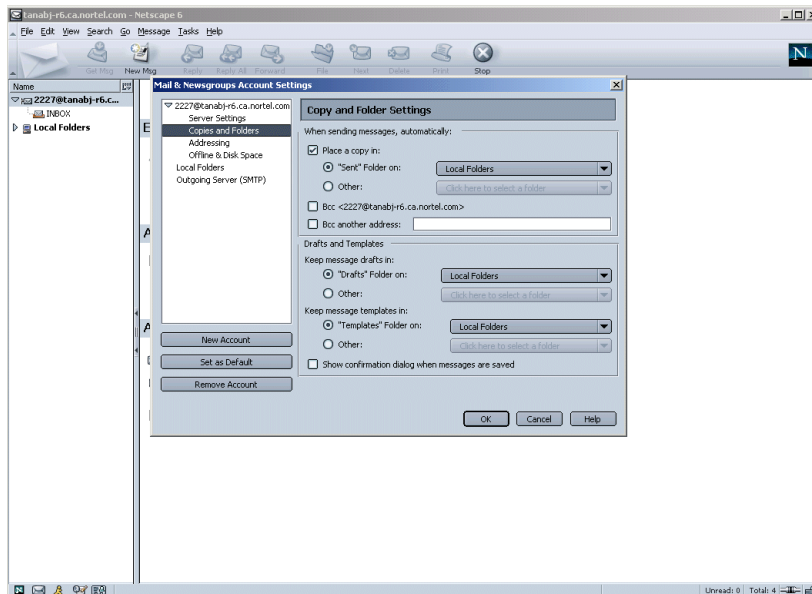 tanabj-r6.ca.nortel.com - Netscape 6
File Edit View Search Go Message Tasks Help
Get Msg New Msg Reply Reply All Forward File Next Delete Print Stop
N
Name
2227@tanabj-r6.c...
INBOX
Local Folders
E
A
A
Mail & Newsgroups Account Settings
2227@tanabj-r6.ca.nortel.com
Server Settings
Copies and Folders
Addressing
Offline & Disk Space
Local Folders
Outgoing Server (SMTP)
New Account
Set as Default
Remove Account
Copy and Folder Settings
When sending messages, automatically:
Place a copy in:
"Sent" Folder on: Local Folders
Other: Click here to select a folder
Bcc <2227@tanabj-r6.ca.nortel.com>
Bcc another address:
Drafts and Templates
Keep message drafts in:
"Drafts" Folder on: Local Folders
Other: Click here to select a folder
Keep message templates in:
"Templates" Folder on: Local Folders
Other: Click here to select a folder
Show confirmation dialog when messages are saved
OK Cancel Help
Unread: 0 Total: 4